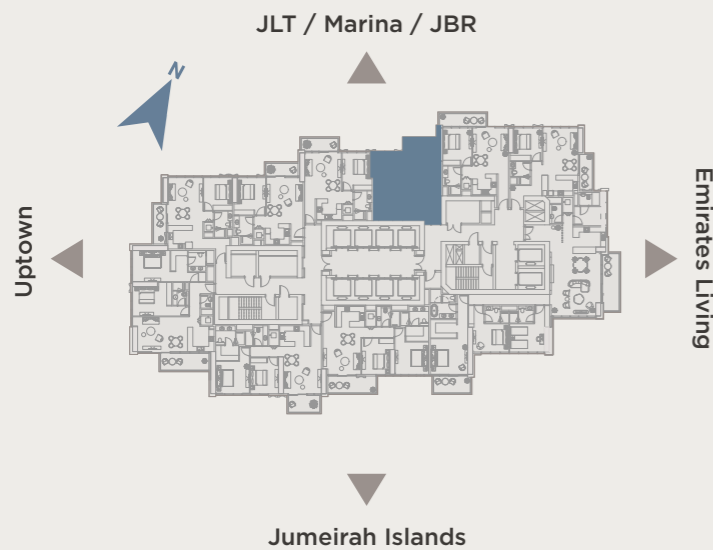 JLT / Marina / JBR
N
Uptown
Emirates Living
Jumeirah Islands